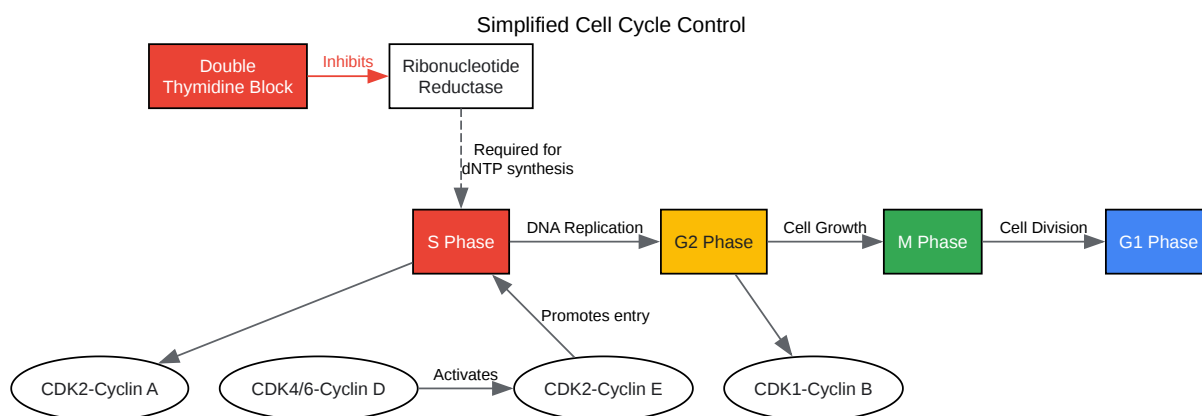 Simplified Cell Cycle Control
Double
Thymidine Block
Inhibits
Ribonucleotide
Reductase
Required for
dNTP synthesis
S Phase
DNA Replication
G2 Phase
Cell Growth
M Phase
Cell Division
G1 Phase
Promotes entry
CDK2-Cyclin A
CDK4/6-Cyclin D
Activates
CDK2-Cyclin E
CDK1-Cyclin B